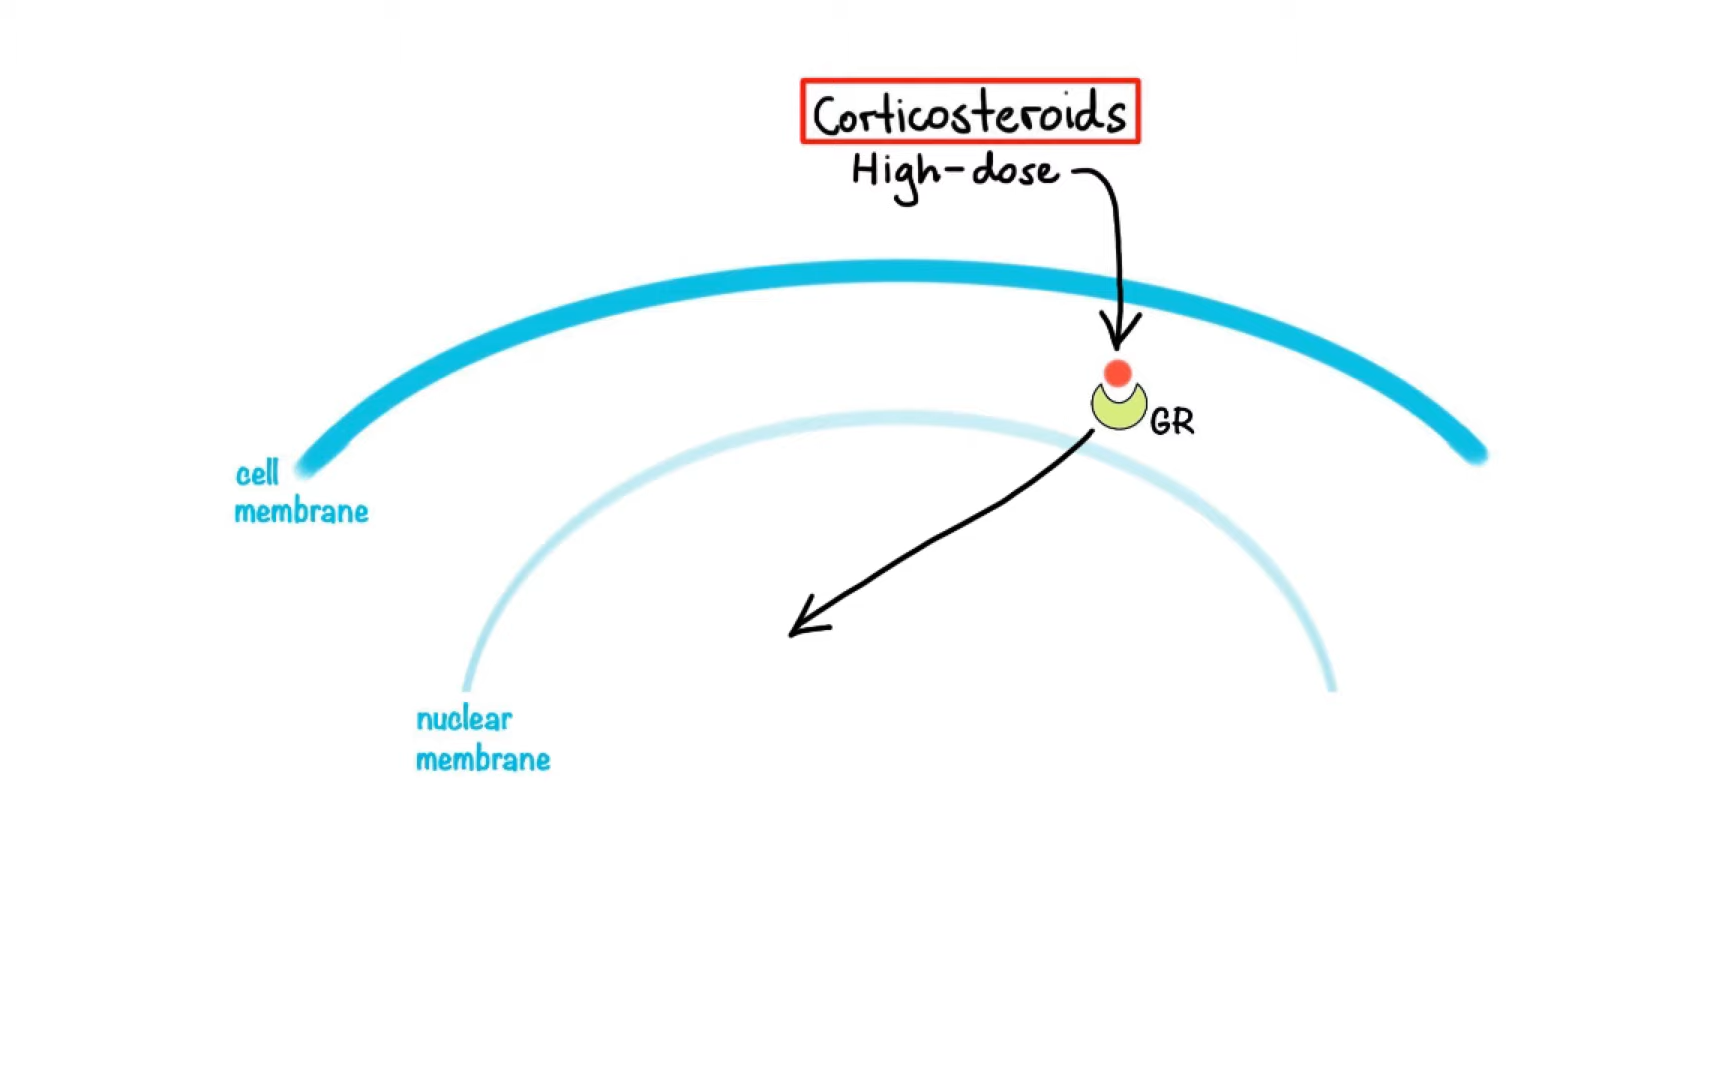 Corticosteroids
High-dose
GR
cell
membrane
nuclear
membrane